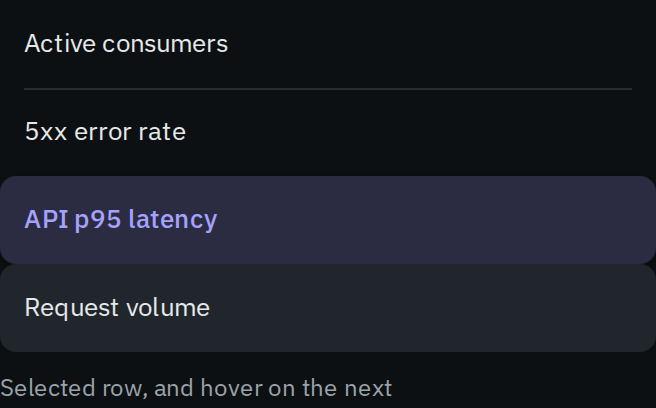 Active consumers
5xx error rate
API p95 latency
Request volume
Selected row, and hover on the next